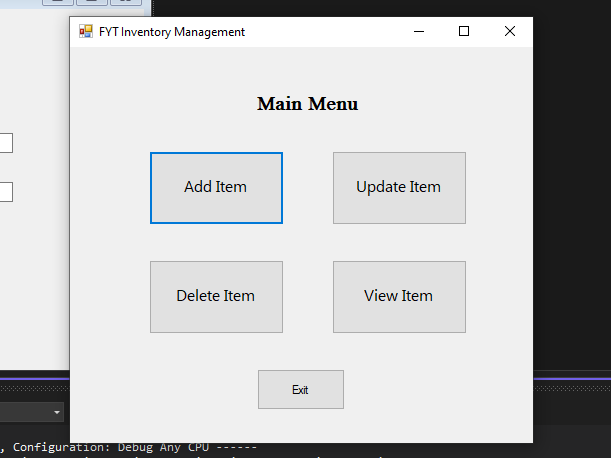 FYT Inventory Management
Main Menu
Add Item
Update Item
Delete Item
View Item
Exit
, Configuration: Debug Any CPU ------